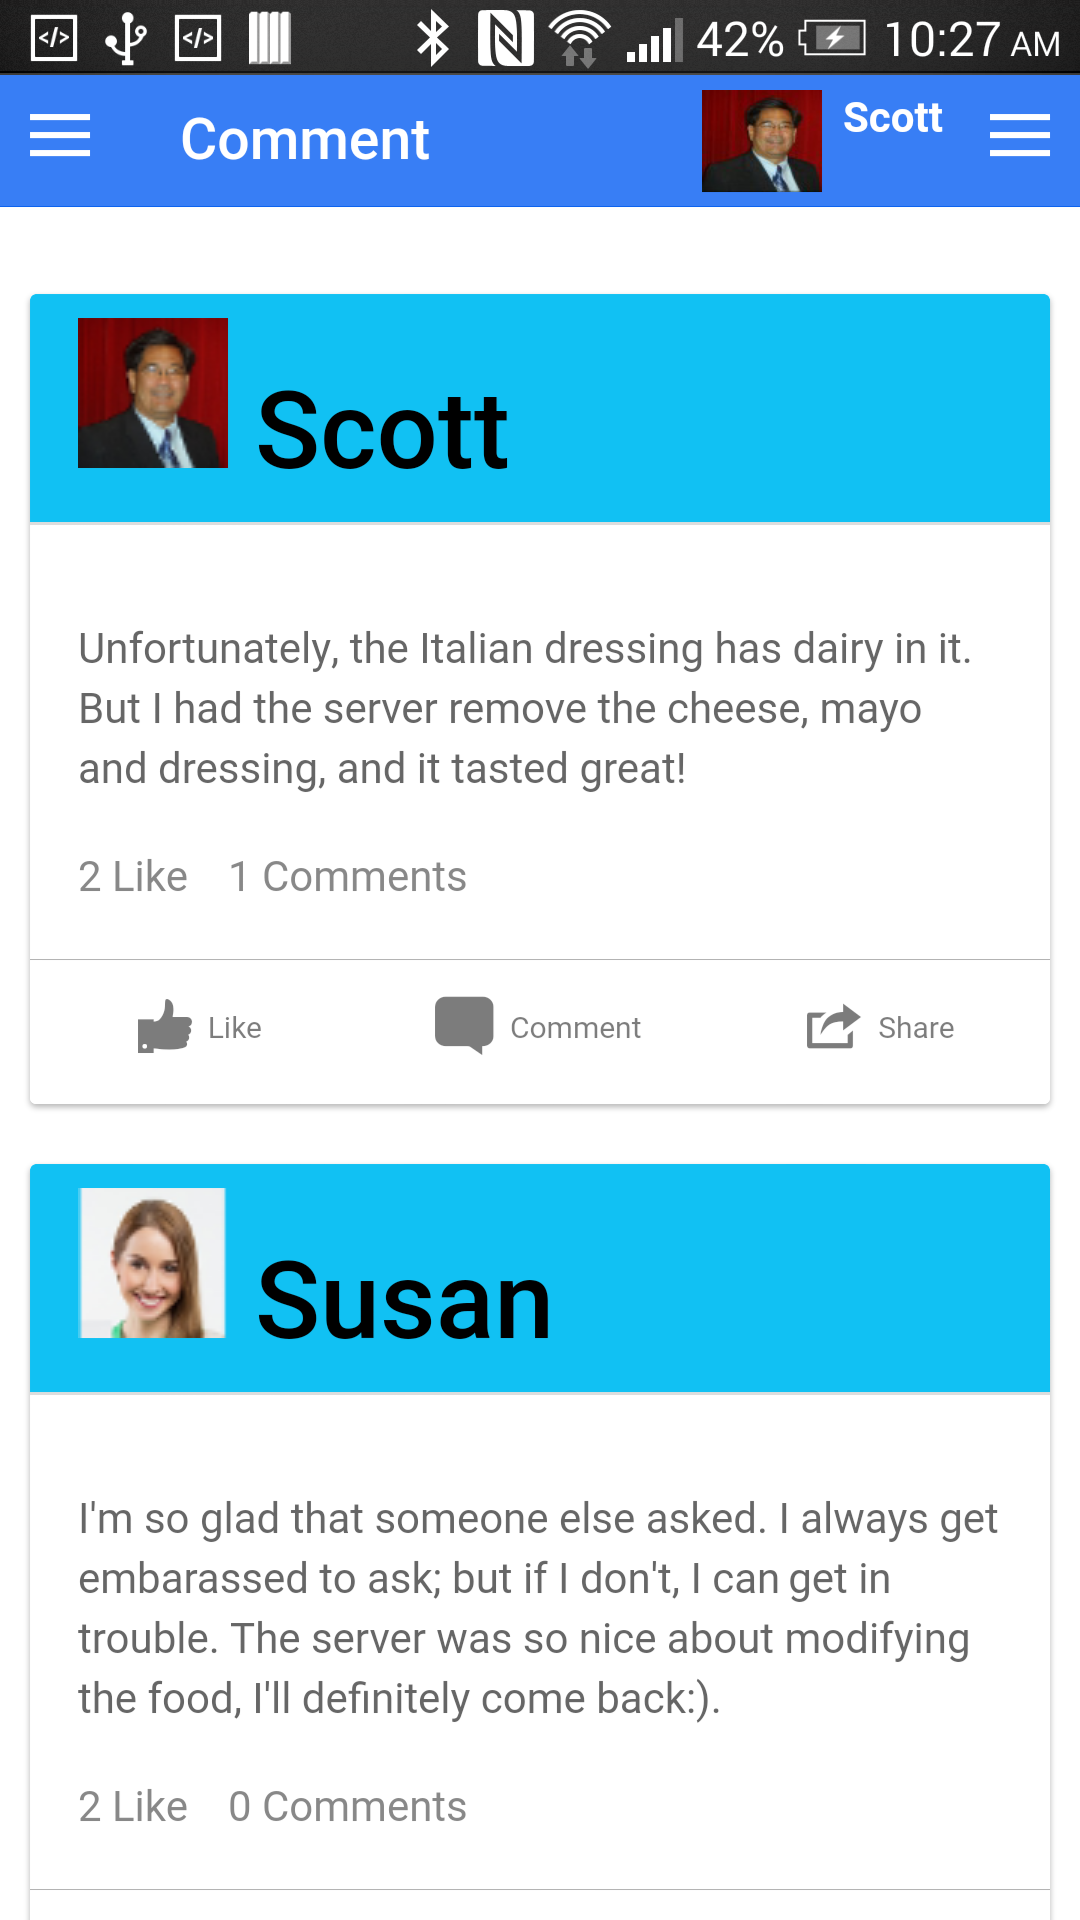 42% 10:27 AM
Comment Scott
Scott
Unfortunately, the Italian dressing has dairy in it.
But I had the server remove the cheese, mayo
and dressing, and it tasted great!
2 Like 1 Comments
Like Comment Share
Susan
I'm so glad that someone else asked. I always get
embarassed to ask; but if I don't, I can get in
trouble. The server was so nice about modifying
the food, I'll definitely come back:).
2 Like 0 Comments